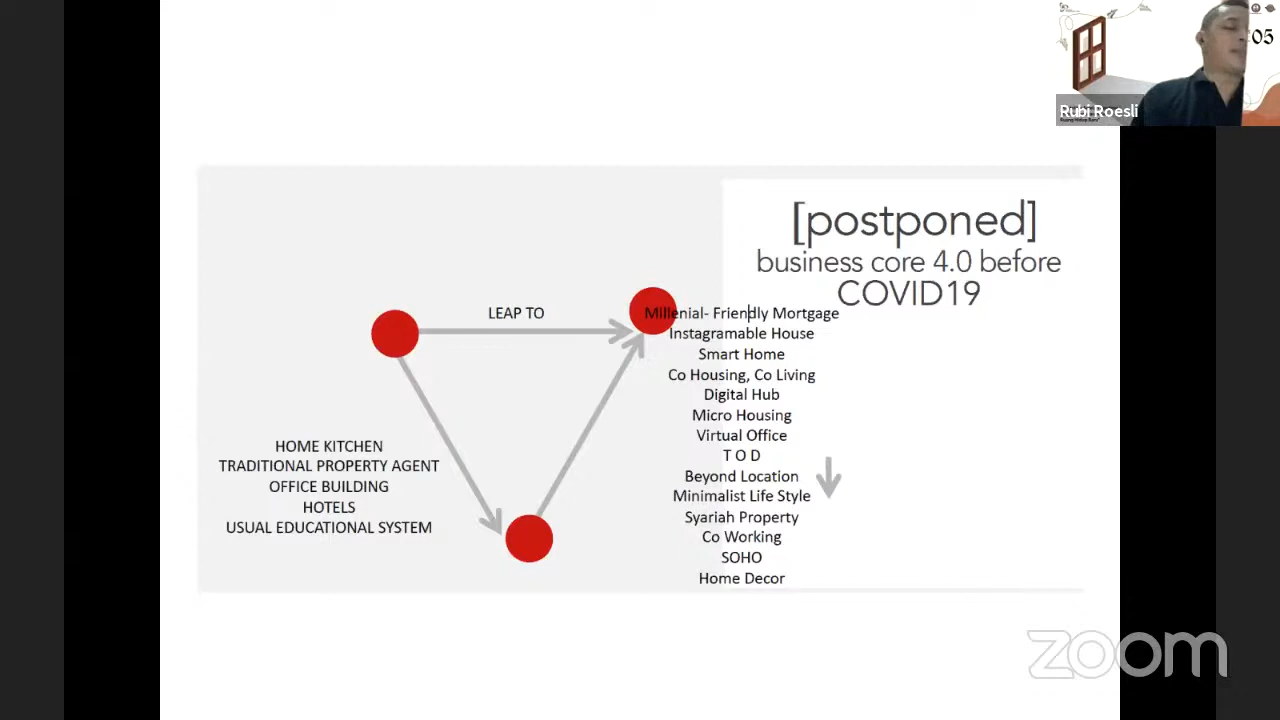 05
Rubi Roesli
[postponed]
business core 4.0 before
COVID19
LEAP TO
Millenial- Friendly Mortgage
Instagramable House
Smart Home
Co Housing, Co Living
Digital Hub
Micro Housing
Virtual Office
T O D
Beyond Location
Minimalist Life Style
Syariah Property
Co Working
SOHO
Home Decor
HOME KITCHEN
TRADITIONAL PROPERTY AGENT
OFFICE BUILDING
HOTELS
USUAL EDUCATIONAL SYSTEM
zoom